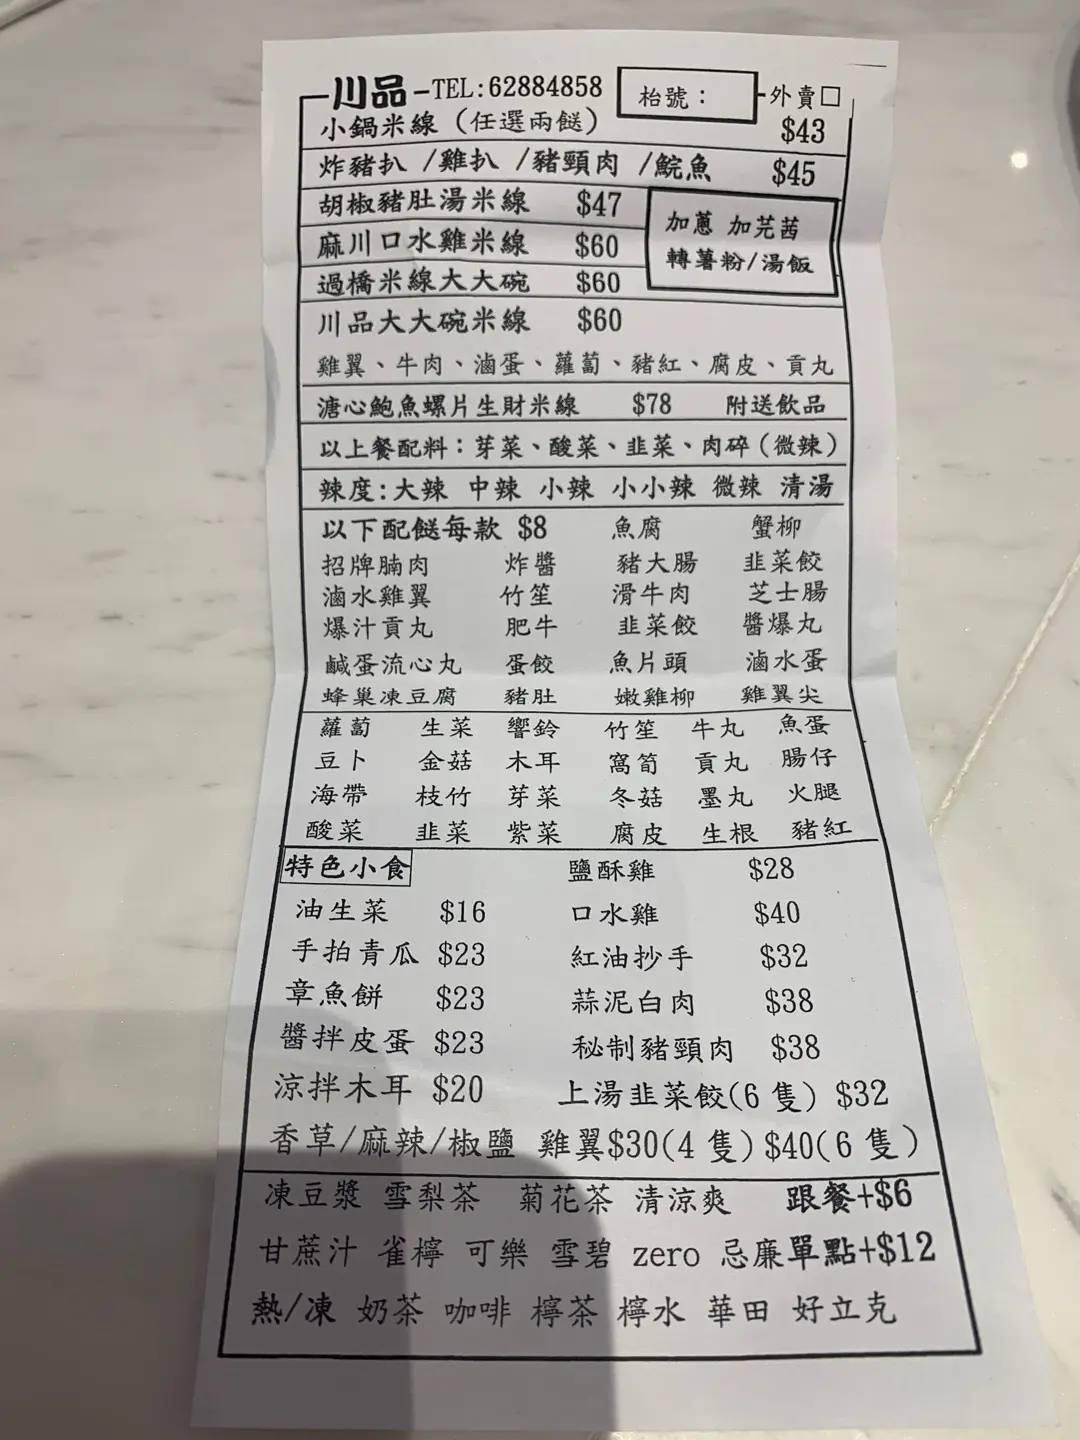 川品-TEL:62884858 枱號： 外賣□
小鍋米線（任選兩餸） $43
炸豬扒 /雞扒 /豬頸肉 /鯇魚 $45
胡椒豬肚湯米線 $47
加蔥 加芫茜
麻川口水雞米線 $60
轉薯粉/湯飯
過橋米線大大碗 $60
川品大大碗米線 $60
雞翼、牛肉、滷蛋、蘿蔔、豬紅、腐皮、貢丸
溏心鮑魚螺片生財米線 $78 附送飲品
以上餐配料：芽菜、酸菜、韭菜、肉碎（微辣）
辣度:大辣 中辣 小辣 小小辣 微辣 清湯
以下配餸每款 $8 魚腐 蟹柳
招牌腩肉 炸醬 豬大腸 韭菜餃
滷水雞翼 竹笙 滑牛肉 芝士腸
爆汁貢丸 肥牛 韭菜餃 醬爆丸
鹹蛋流心丸 蛋餃 魚片頭 滷水蛋
蜂巢凍豆腐 豬肚 嫩雞柳 雞翼尖
蘿蔔 生菜 響鈴 竹笙 牛丸 魚蛋
豆卜 金菇 木耳 窩筍 貢丸 腸仔
海帶 枝竹 芽菜 冬菇 墨丸 火腿
酸菜 韭菜 紫菜 腐皮 生根 豬紅
特色小食 鹽酥雞 $28
油生菜 $16 口水雞 $40
手拍青瓜 $23 紅油抄手 $32
章魚餅 $23 蒜泥白肉 $38
醬拌皮蛋 $23 秘制豬頸肉 $38
涼拌木耳 $20 上湯韭菜餃(6 隻) $32
香草/麻辣/椒鹽 雞翼$30(4 隻)$40(6 隻)
凍豆漿 雪梨茶 菊花茶 清涼爽 跟餐+$6
甘蔗汁 雀檸 可樂 雪碧 zero 忌廉單點+$12
熱/凍 奶茶 咖啡 檸茶 檸水 華田 好立克